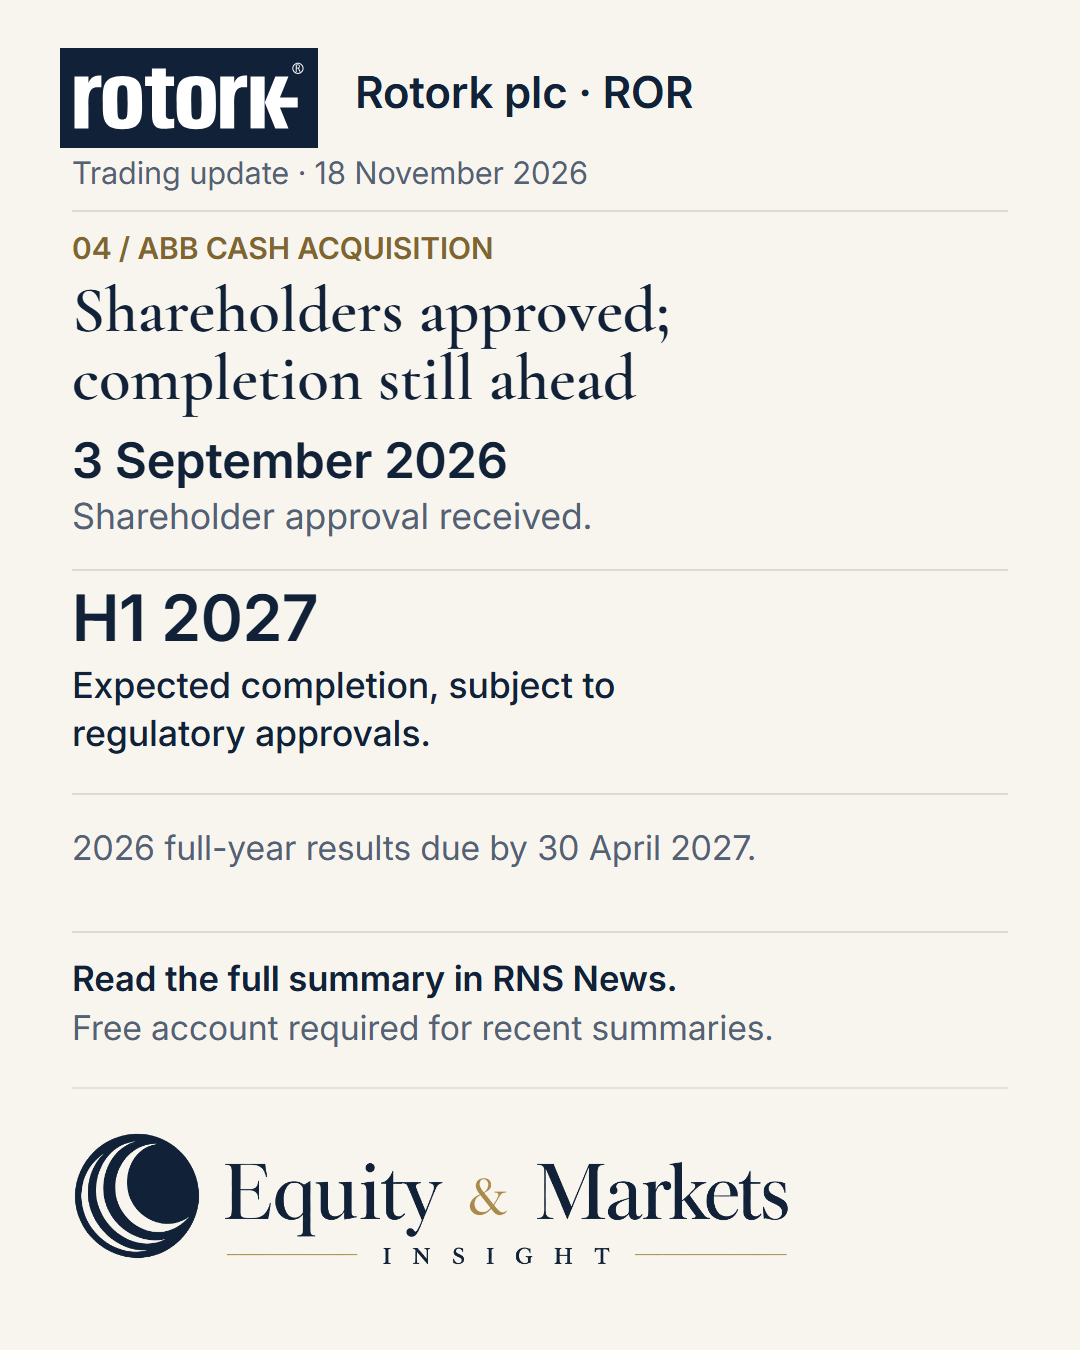 rotork®
Rotork plc · ROR
Trading update · 18 November 2026
04 / ABB CASH ACQUISITION
Shareholders approved;
completion still ahead
3 September 2026
Shareholder approval received.
H1 2027
Expected completion, subject to
regulatory approvals.
2026 full-year results due by 30 April 2027.
Read the full summary in RNS News.
Free account required for recent summaries.
Equity & Markets
INSIGHT